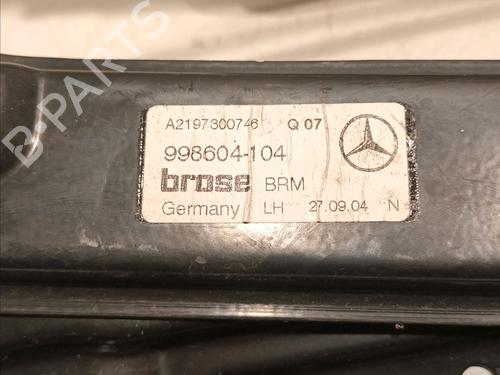 A2197300746 Q 07
998604-104
brose BRM
Germany LH 27.09.04 N
B-PARTS